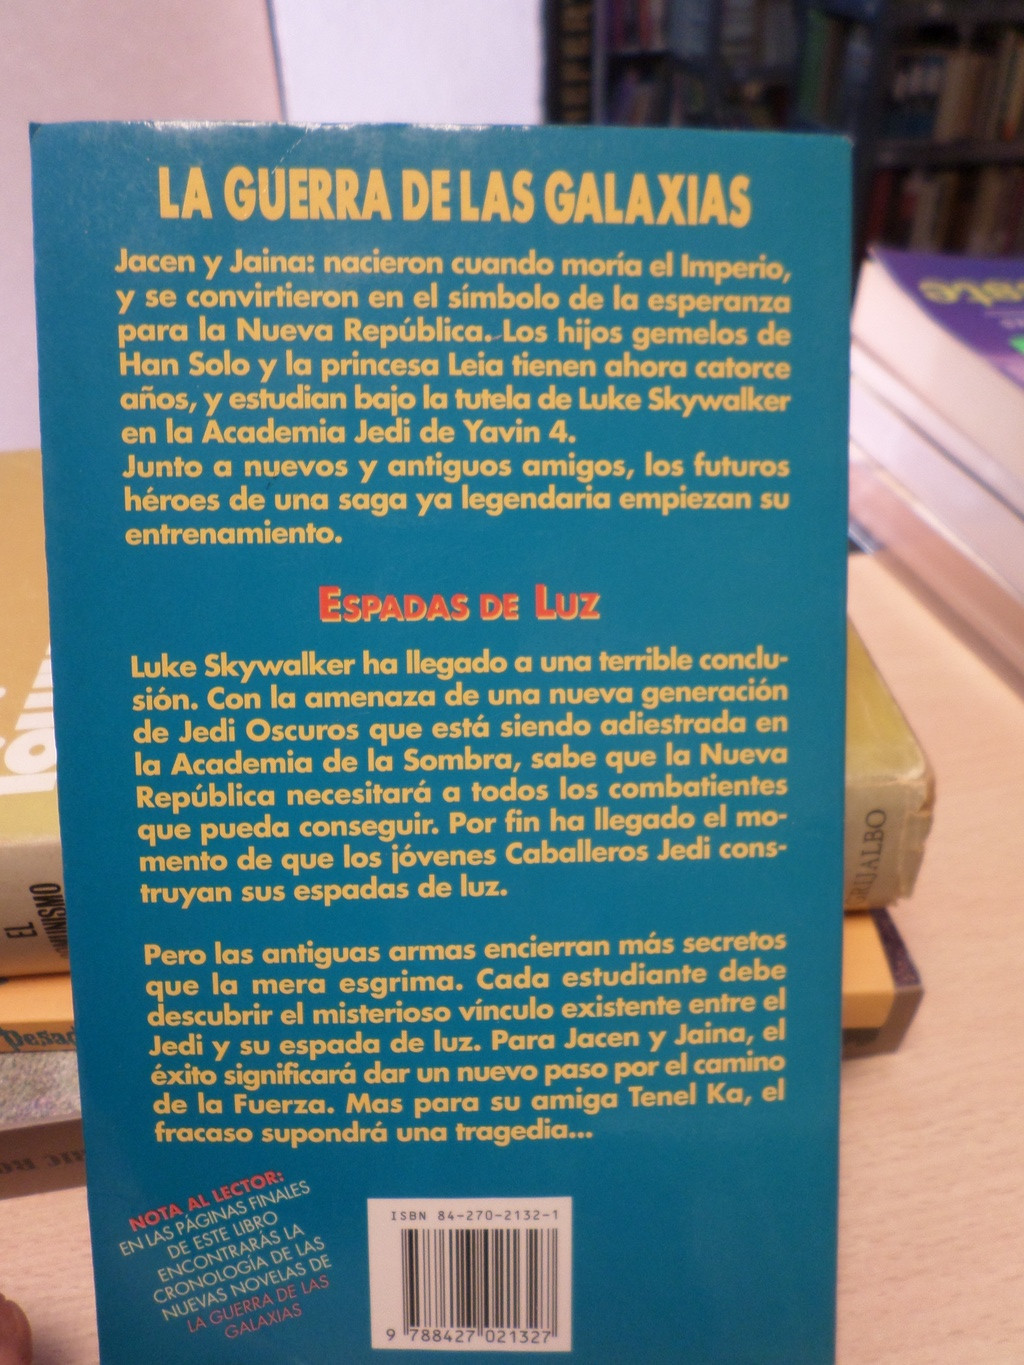 LA GUERRA DE LAS GALAXIAS
Jacen y Jaina: nacieron cuando moría el Imperio,
y se convirtieron en el símbolo de la esperanza
para la Nueva República. Los hijos gemelos de
Han Solo y la princesa Leia tienen ahora catorce
años, y estudian bajo la tutela de Luke Skywalker
en la Academia Jedi de Yavin 4.
Junto a nuevos y antiguos amigos, los futuros
héroes de una saga ya legendaria empiezan su
entrenamiento.
ESPADAS DE LUZ
Luke Skywalker ha llegado a una terrible conclu-
sión. Con la amenaza de una nueva generación
de Jedi Oscuros que está siendo adiestrada en
la Academia de la Sombra, sabe que la Nueva
República necesitará a todos los combatientes
que pueda conseguir. Por fin ha llegado el mo-
mento de que los jóvenes Caballeros Jedi cons-
truyan sus espadas de luz.
Pero las antiguas armas encierran más secretos
que la mera esgrima. Cada estudiante debe
descubrir el misterioso vínculo existente entre el
Jedi y su espada de luz. Para Jacen y Jaina, el
éxito significará dar un nuevo paso por el camino
de la Fuerza. Mas para su amiga Tenel Ka, el
fracaso supondrá una tragedia...
NOTA AL LECTOR:
EN LAS PÁGINAS FINALES
DE ESTE LIBRO
ENCONTRARÁS LA
CRONOLOGÍA DE LAS
NUEVAS NOVELAS DE
LA GUERRA DE LAS
GALAXIAS
ISBN 84-270-2132-1
9 788427 021327
EL
GRIJALBO